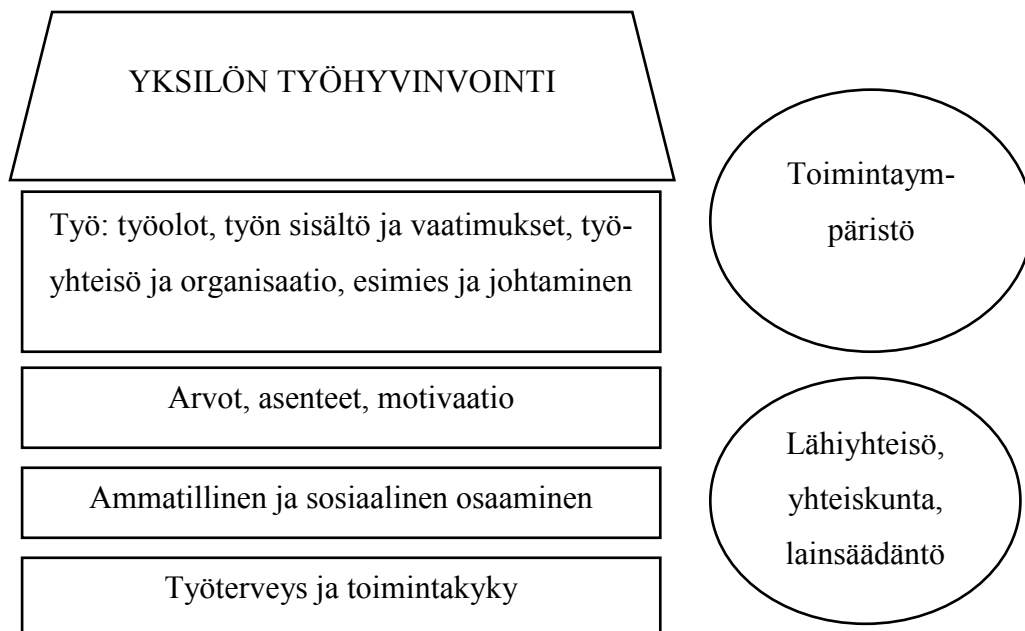 YKSILÖN TYÖHYVINVOINTI
Työ: työolot, työn sisältö ja vaatimukset, työ-
yhteisö ja organisaatio, esimies ja johtaminen
Arvot, asenteet, motivaatio
Ammatillinen ja sosiaalinen osaaminen
Työterveys ja toimintakyky
Toimintaym-
päristö
Lähiyhteisö,
yhteiskunta,
lainsäädäntö